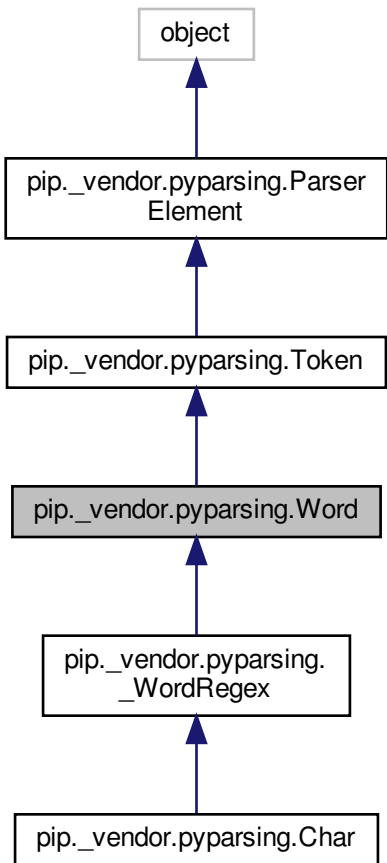 object
pip._vendor.pyparsing.Parser
Element
pip._vendor.pyparsing.Token
pip._vendor.pyparsing.Word
pip._vendor.pyparsing.
_WordRegex
pip._vendor.pyparsing.Char